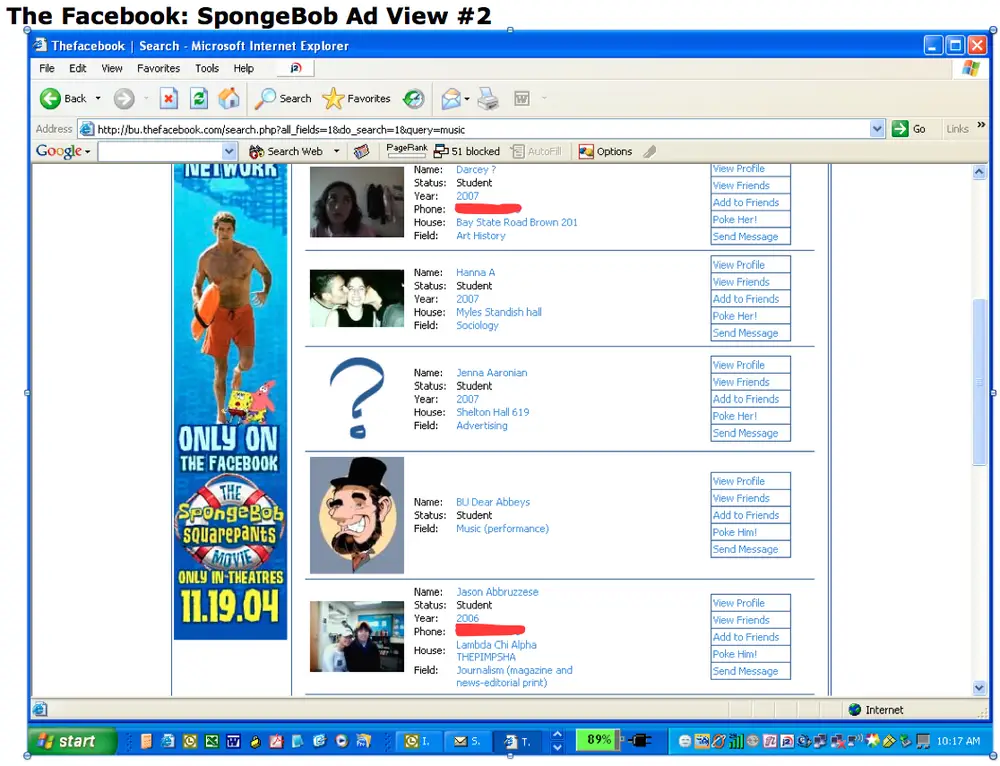 The Facebook: SpongeBob Ad View #2
Thefacebook | Search - Microsoft Internet Explorer
File Edit View Favorites Tools Help
Back Search Favorites
Address http://bu.thefacebook.com/search.php?all_fields=1&do_search=1&query=music Go Links »
Google Search Web PageRank 51 blocked AutoFill Options
NETWORK
ONLY ON
THE FACEBOOK
THE
SpongeBob
SQUAREPANTS
MOVIE
ONLY IN THEATRES
11.19.04
Name: Darcey ?
Status: Student
Year: 2007
Phone:
House: Bay State Road Brown 201
Field: Art History
View Profile
View Friends
Add to Friends
Poke Her!
Send Message
Name: Hanna A
Status: Student
Year: 2007
House: Myles Standish hall
Field: Sociology
View Profile
View Friends
Add to Friends
Poke Her!
Send Message
?
Name: Jenna Aaronian
Status: Student
Year: 2007
House: Shelton Hall 619
Field: Advertising
View Profile
View Friends
Add to Friends
Poke Her!
Send Message
Name: BU Dear Abbeys
Status: Student
Field: Music (performance)
View Profile
View Friends
Add to Friends
Poke Him!
Send Message
Name: Jason Abbruzzese
Status: Student
Year: 2006
Phone:
House: Lambda Chi Alpha
THEPIMPSHA
Field: Journalism (magazine and
news-editorial print)
View Profile
View Friends
Add to Friends
Poke Him!
Send Message
Internet
start I. S. T. 89% 10:17 AM